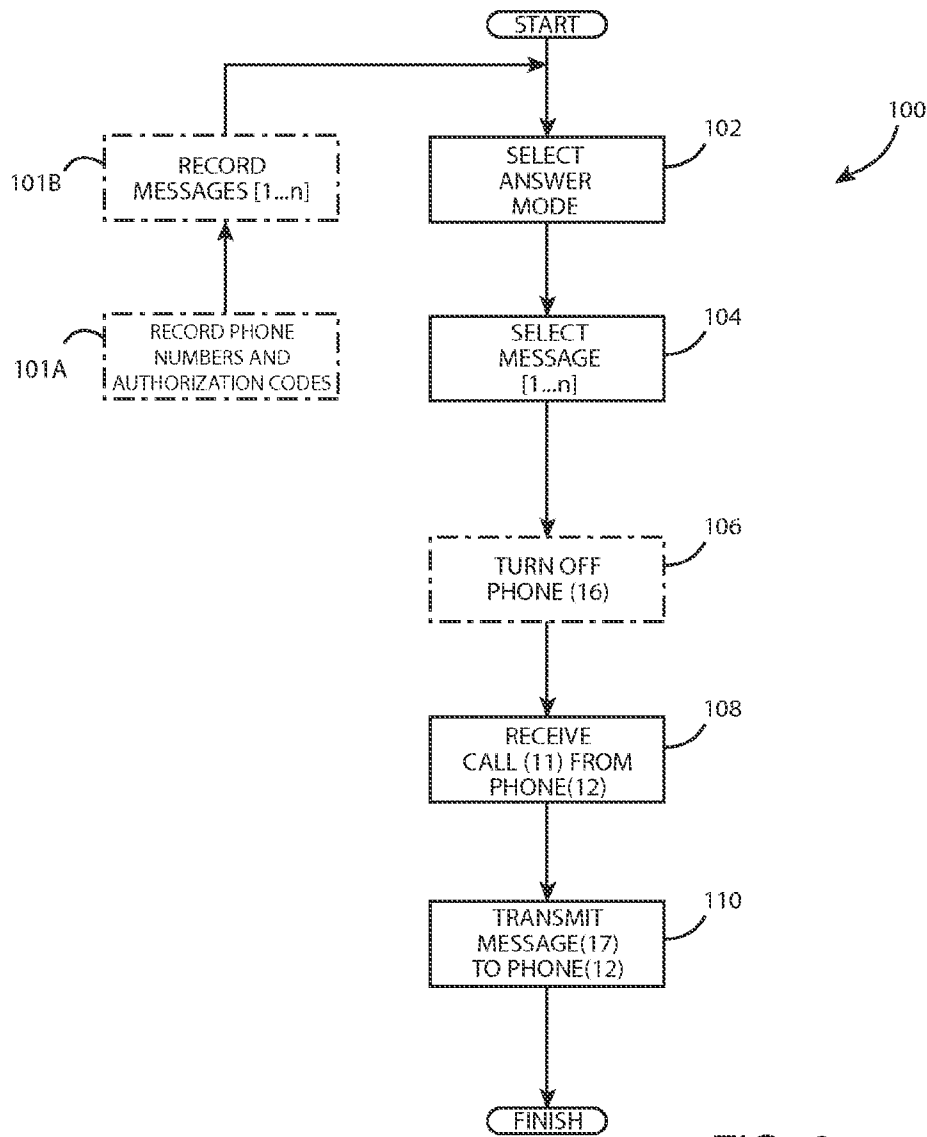 START
100
102
SELECT
ANSWER
MODE
101B
RECORD
MESSAGES [1...n]
104
SELECT
MESSAGE
[1...n]
101A
RECORD PHONE
NUMBERS AND
AUTHORIZATION CODES
106
TURN OFF
PHONE (16)
108
RECEIVE
CALL (11) FROM
PHONE(12)
110
TRANSMIT
MESSAGE(17)
TO PHONE(12)
FINISH